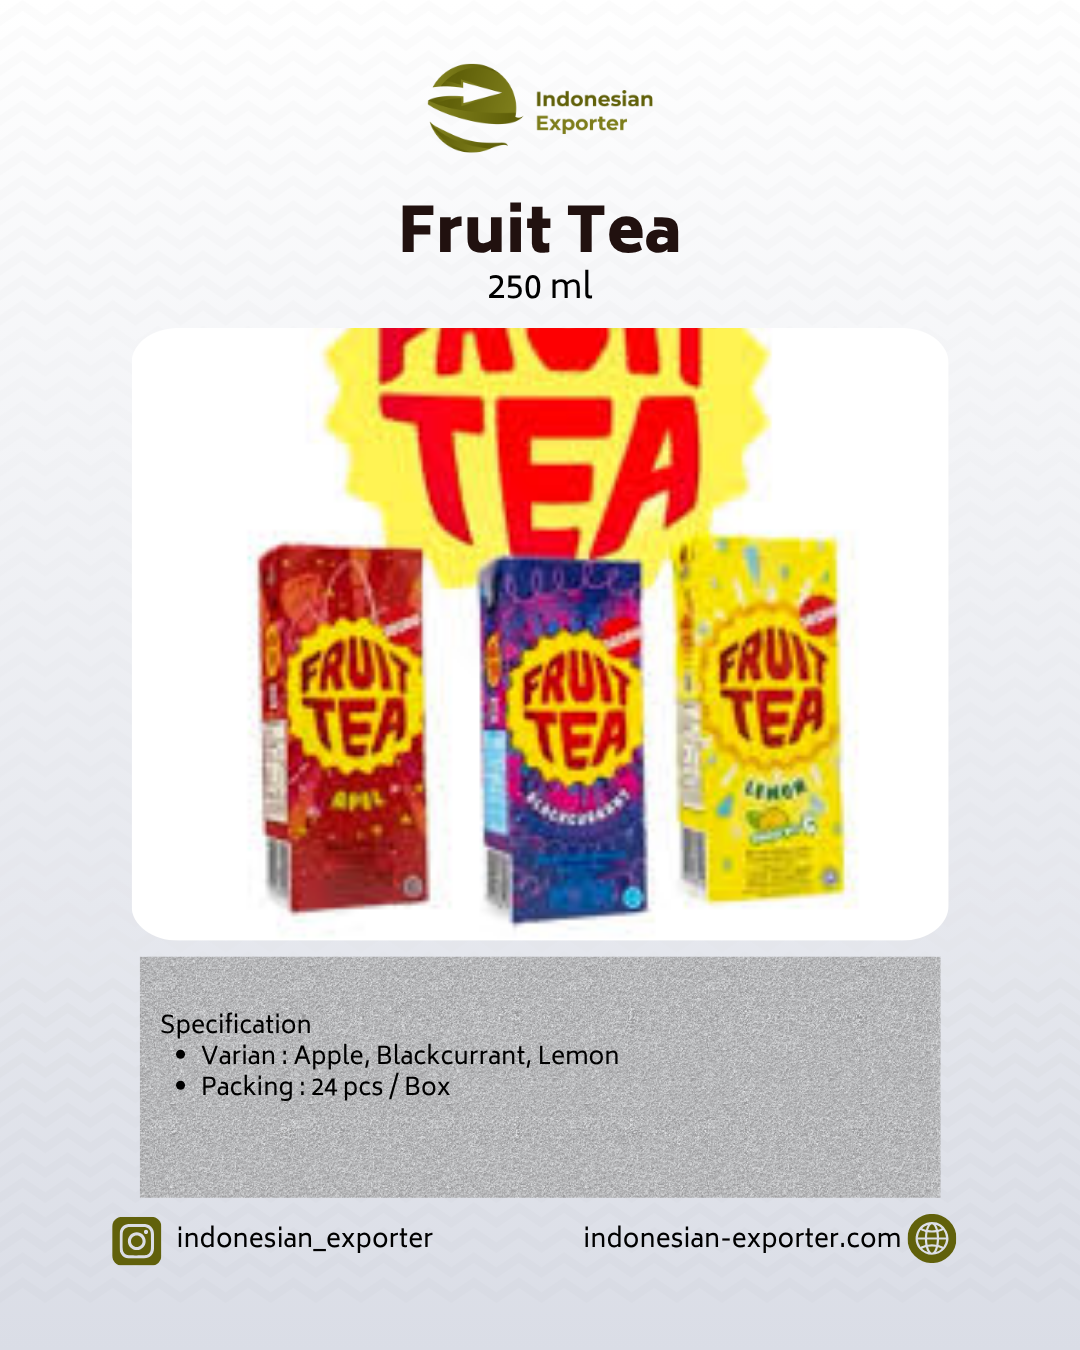 Indonesian
Exporter
Fruit Tea
250 ml
FRUIT
TEA
FRUIT
TEA
APEL
FRUIT
TEA
BLACKCURRANT
FRUIT
TEA
LEMON
Specification
• Varian : Apple, Blackcurrant, Lemon
• Packing : 24 pcs / Box
indonesian_exporter
indonesian-exporter.com